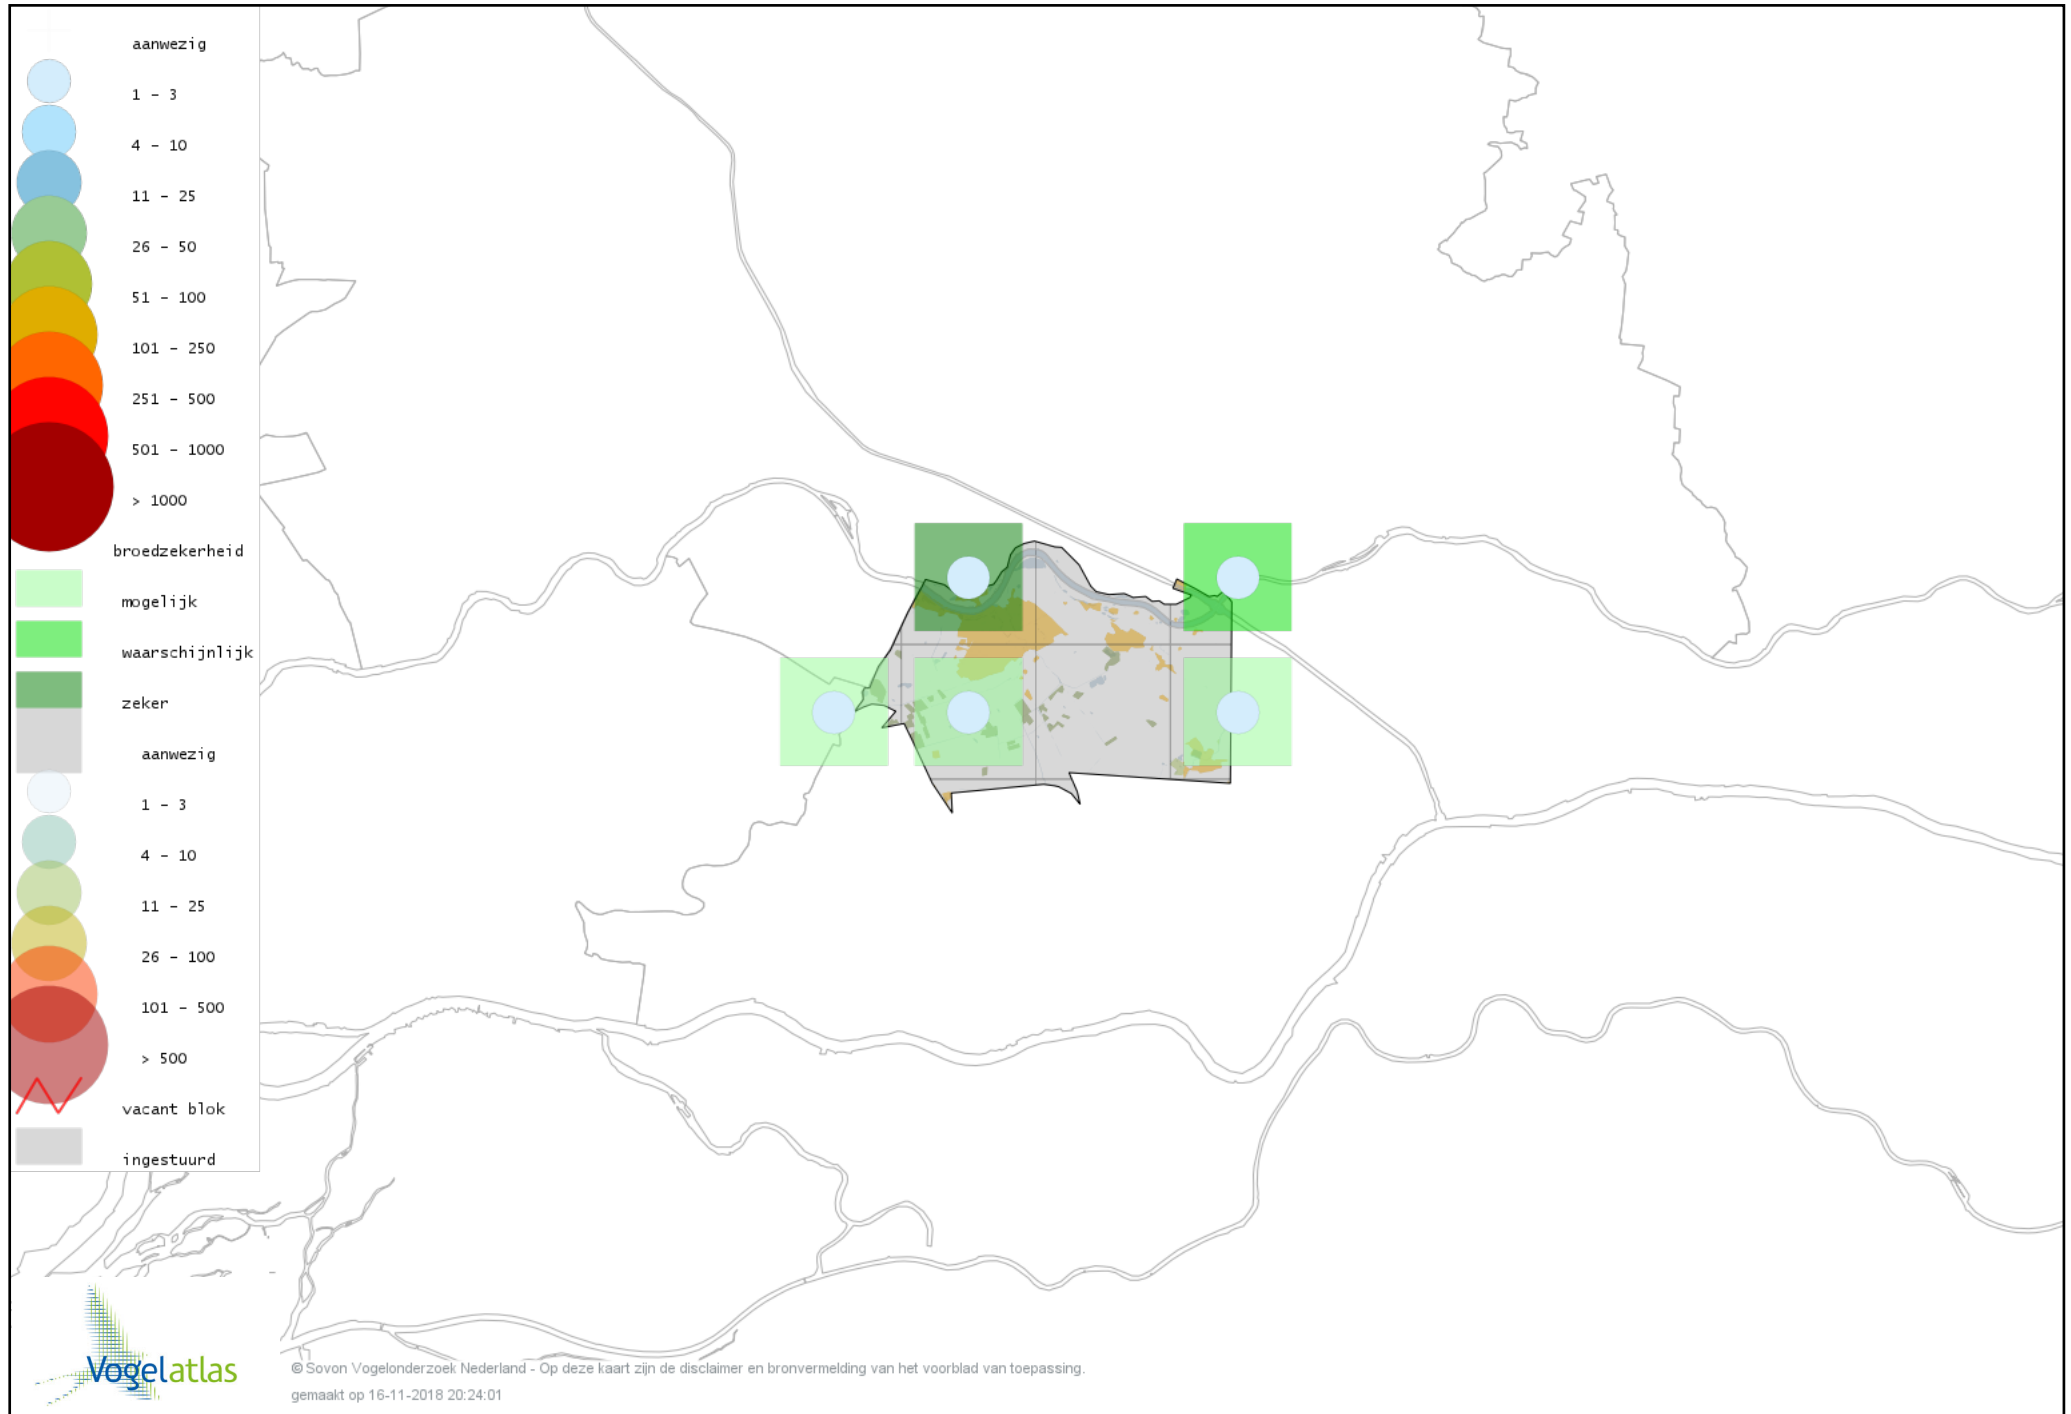 aanwezig
1 - 3
4 - 10
11 - 25
26 - 50
51 - 100
101 - 250
251 - 500
501 - 1000
> 1000
broedzekerheid
mogelijk
waarschijnlijk
zeker
aanwezig
1 - 3
4 - 10
11 - 25
26 - 100
101 - 500
> 500
vacant blok
ingestuurd
Vogelatlas
© Sovon Vogelonderzoek Nederland - Op deze kaart zijn de disclaimer en bronvermelding van het voorblad van toepassing.
gemaakt op 16-11-2018 20:24:01